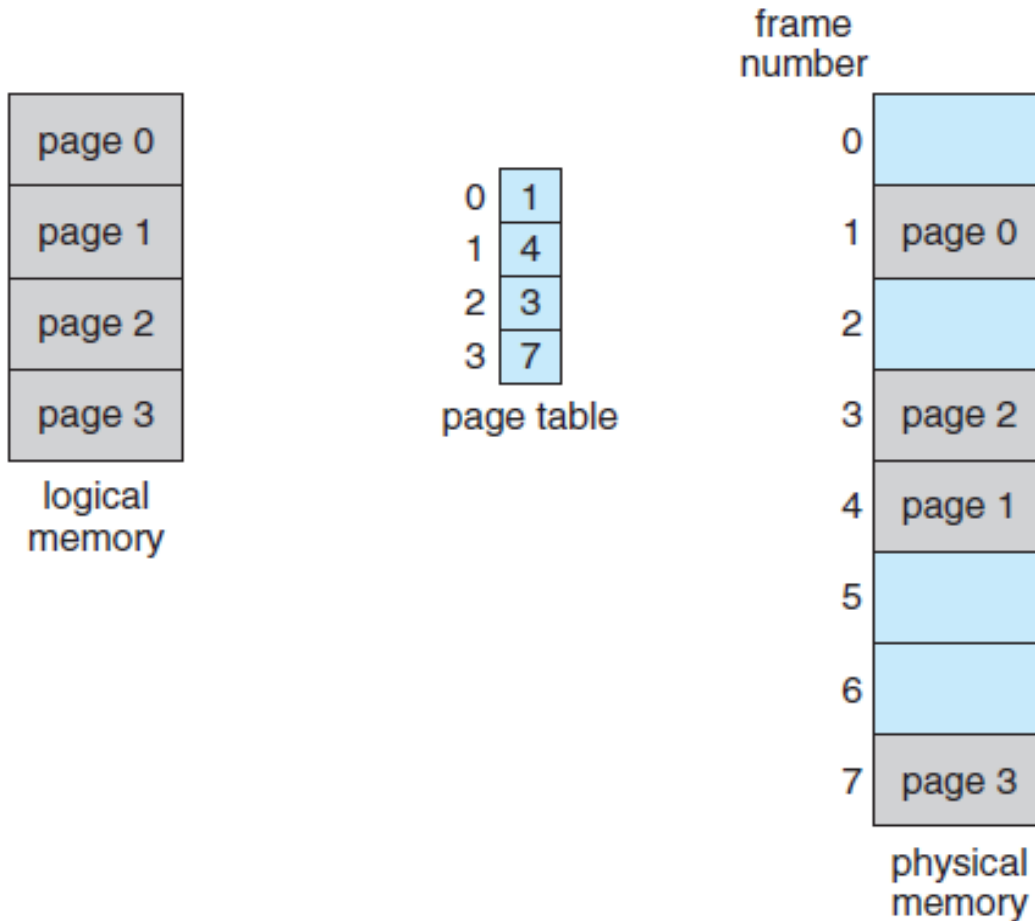 page 0
page 1
page 2
page 3
logical
memory
0 1
1 4
2 3
3 7
page table
frame
number
0
1 page 0
2
3 page 2
4 page 1
5
6
7 page 3
physical
memory